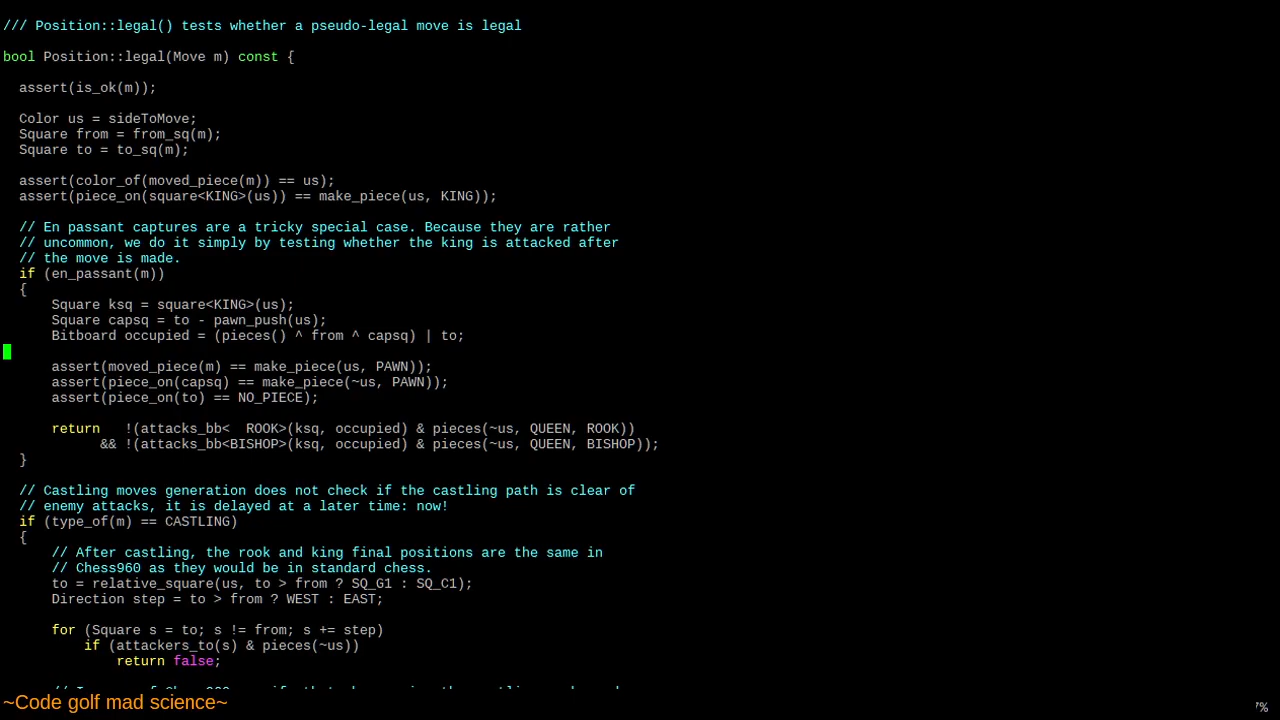 /// Position::legal() tests whether a pseudo-legal move is legal
bool Position::legal(Move m) const {
assert(is_ok(m));
Color us = sideToMove;
Square from = from_sq(m);
Square to = to_sq(m);
assert(color_of(moved_piece(m)) == us);
assert(piece_on(square<KING>(us)) == make_piece(us, KING));
// En passant captures are a tricky special case. Because they are rather
// uncommon, we do it simply by testing whether the king is attacked after
// the move is made.
if (en_passant(m))
{
Square ksq = square<KING>(us);
Square capsq = to - pawn_push(us);
Bitboard occupied = (pieces() ^ from ^ capsq) | to;
assert(moved_piece(m) == make_piece(us, PAWN));
assert(piece_on(capsq) == make_piece(~us, PAWN));
assert(piece_on(to) == NO_PIECE);
return   !(attacks_bb<  ROOK>(ksq, occupied) & pieces(~us, QUEEN, ROOK))
&& !(attacks_bb<BISHOP>(ksq, occupied) & pieces(~us, QUEEN, BISHOP));
}
// Castling moves generation does not check if the castling path is clear of
// enemy attacks, it is delayed at a later time: now!
if (type_of(m) == CASTLING)
{
// After castling, the rook and king final positions are the same in
// Chess960 as they would be in standard chess.
to = relative_square(us, to > from ? SQ_G1 : SQ_C1);
Direction step = to > from ? WEST : EAST;
for (Square s = to; s != from; s += step)
if (attackers_to(s) & pieces(~us))
return false;
~Code golf mad science~